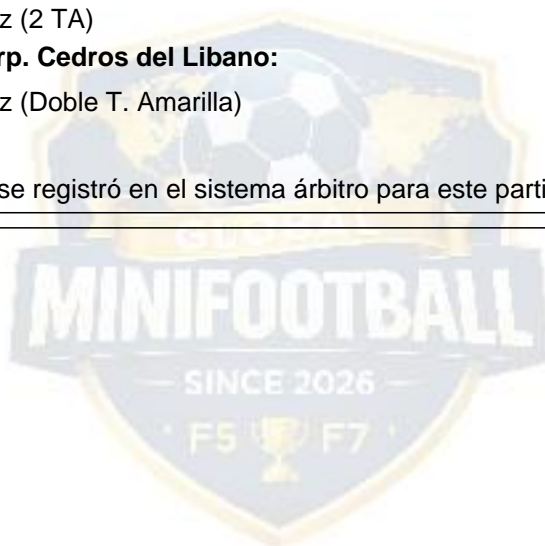 z (2 TA)
rp. Cedros del Libano:
z (Doble T. Amarilla)
se registró en el sistema árbitro para este parti
GLOBAL
MINIFOOTBALL
SINCE 2026
F5 F7